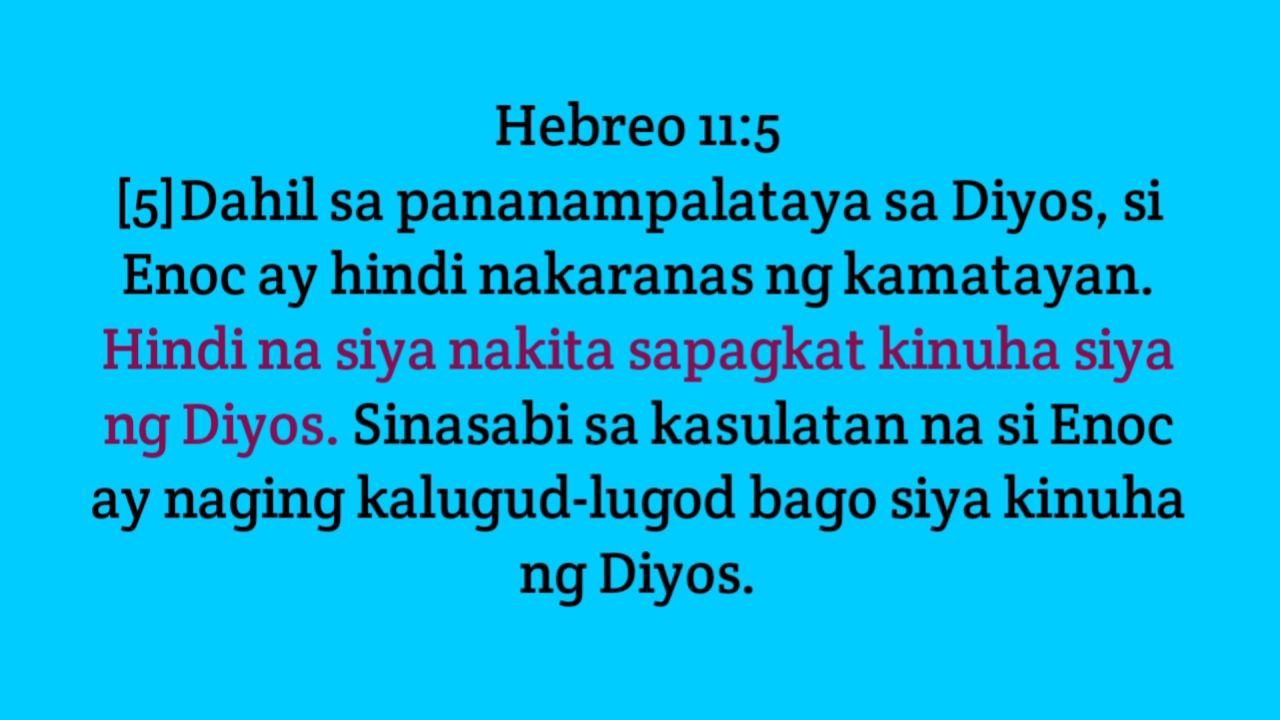 Hebreo 11:5
[5]Dahil sa pananampalataya sa Diyos, si
Enoc ay hindi nakaranas ng kamatayan.
Hindi na siya nakita sapagkat kinuha siya
ng Diyos. Sinasabi sa kasulatan na si Enoc
ay naging kalugud-lugod bago siya kinuha
ng Diyos.